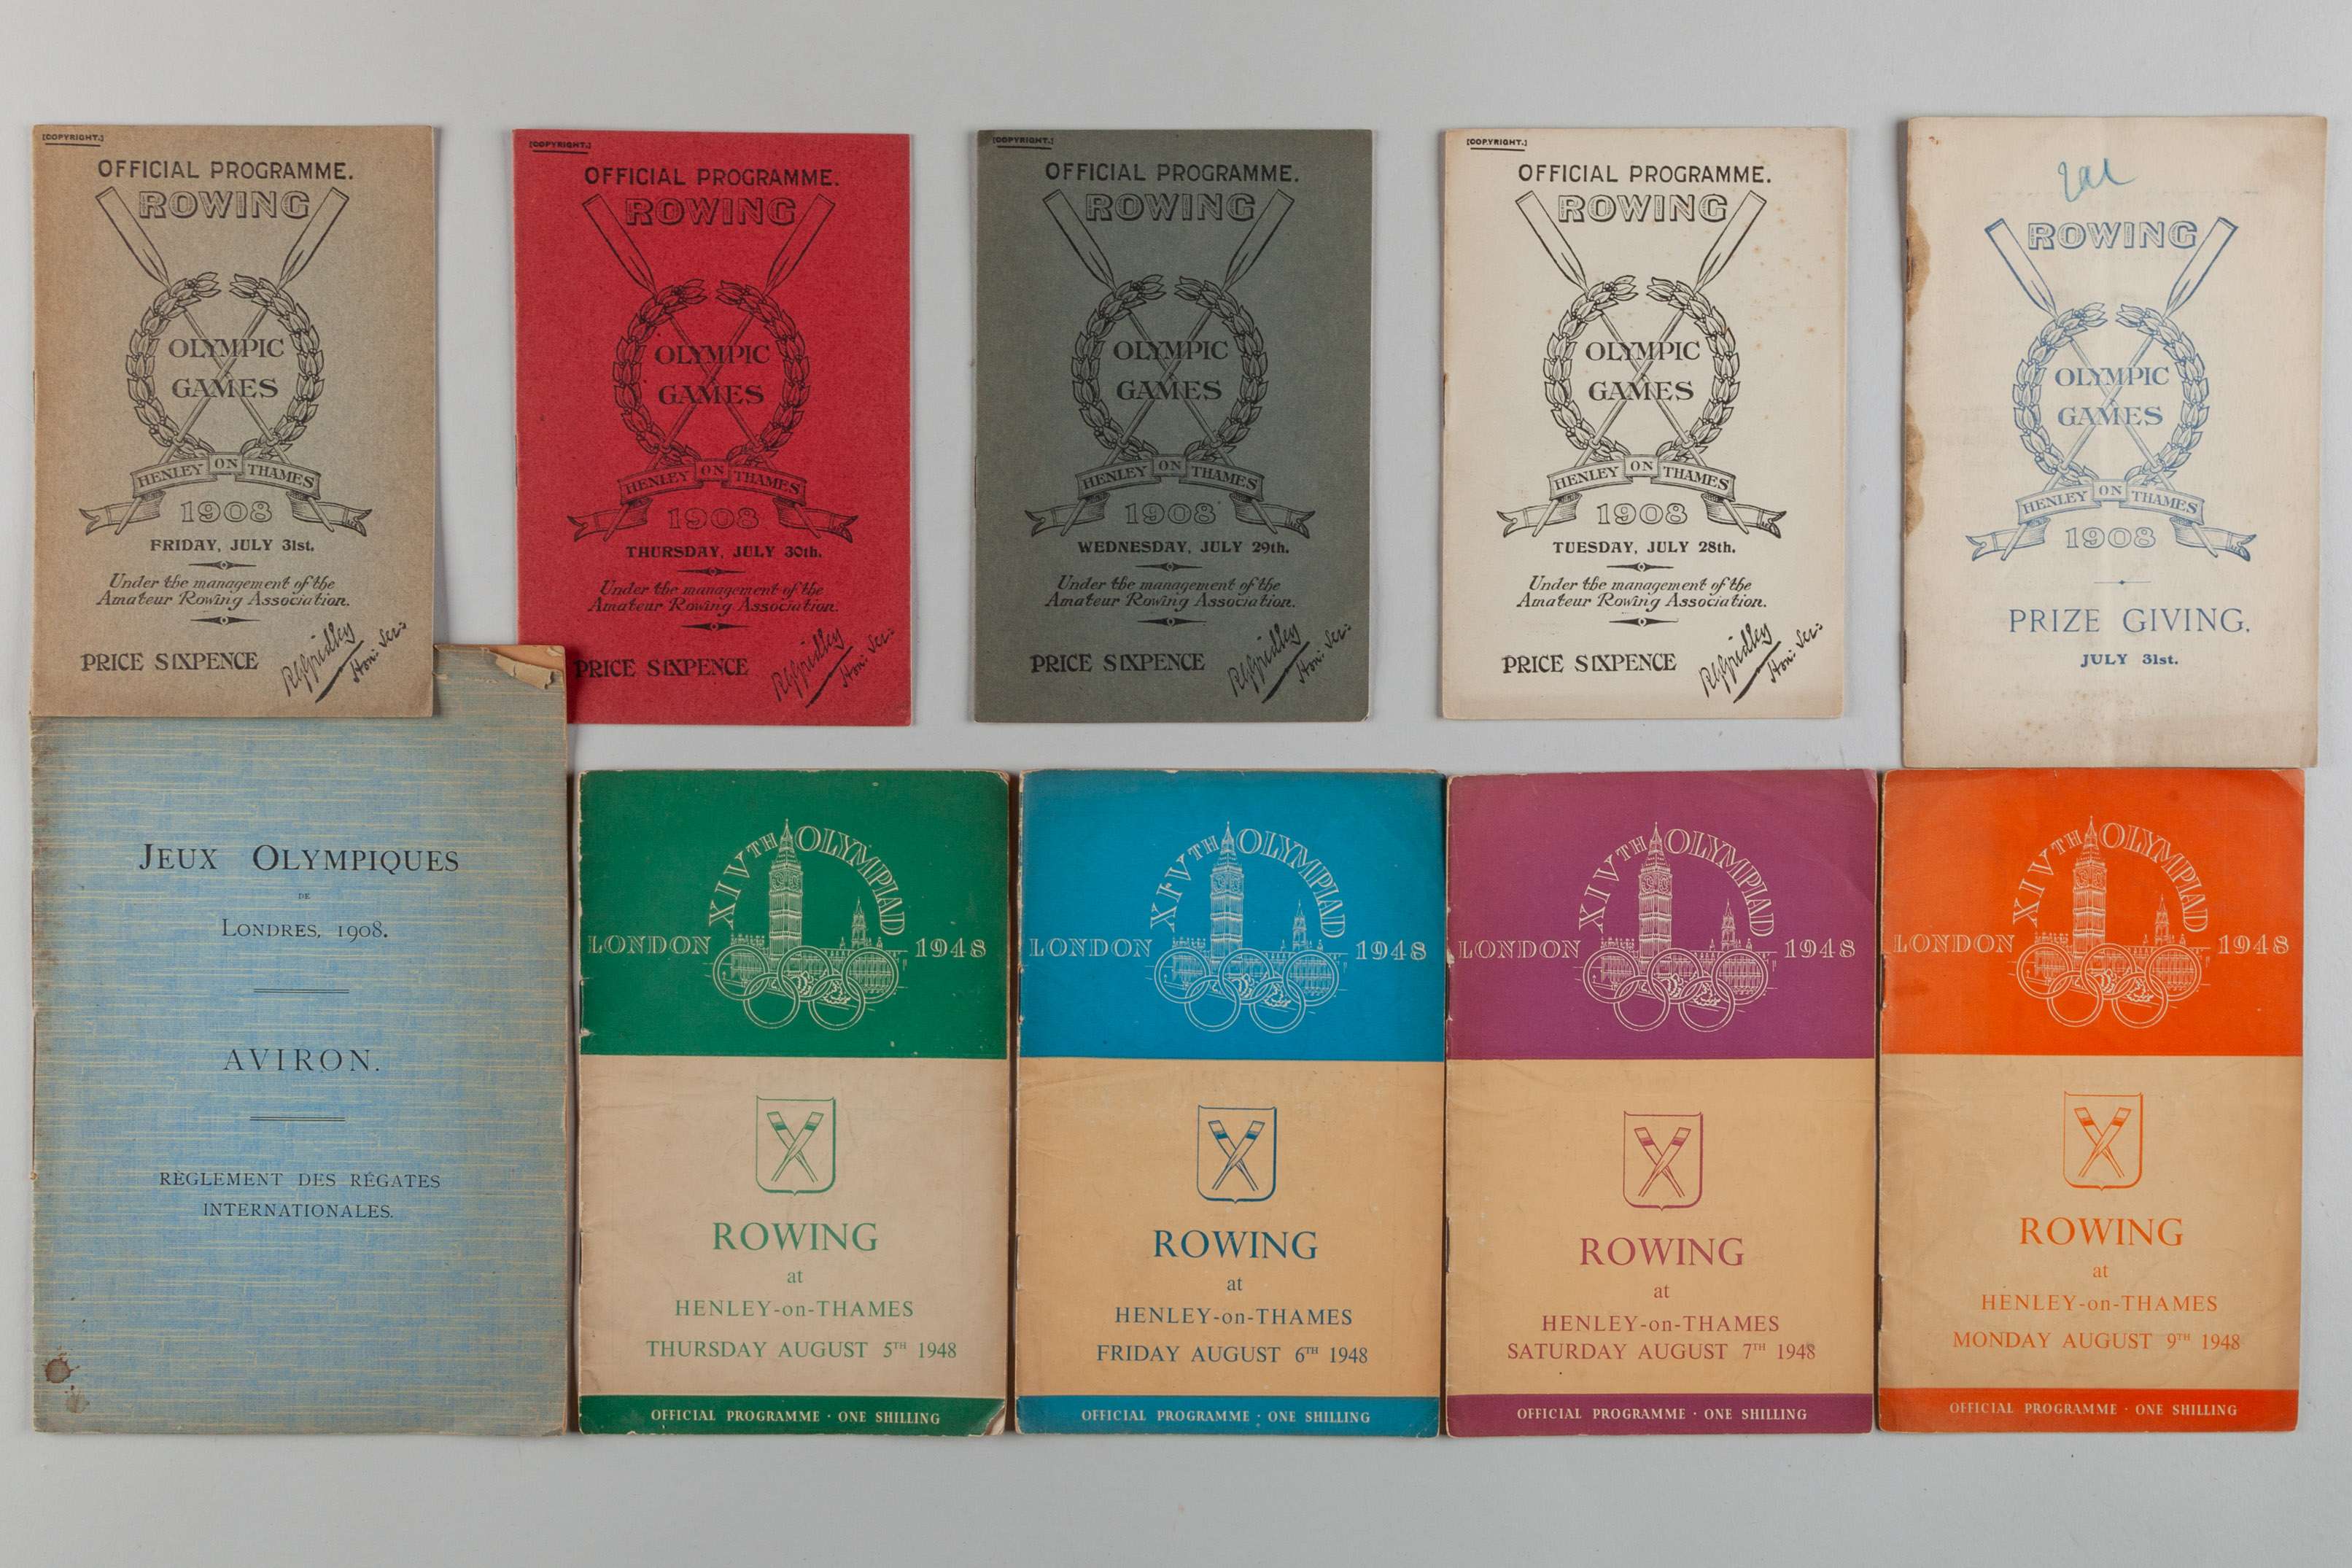 [COPYRIGHT.]
OFFICIAL PROGRAMME.
ROWING
OLYMPIC
GAMES
HENLEY ON THAMES
1908
FRIDAY, JULY 31st.
Under the management of the
Amateur Rowing Association.
PRICE SIXPENCE
Hon: Sec:
[COPYRIGHT.]
OFFICIAL PROGRAMME.
ROWING
OLYMPIC
GAMES
HENLEY ON THAMES
1908
THURSDAY, JULY 30th.
Under the management of the
Amateur Rowing Association.
PRICE SIXPENCE
Hon: Sec:
[COPYRIGHT.]
OFFICIAL PROGRAMME.
ROWING
OLYMPIC
GAMES
HENLEY ON THAMES
1908
WEDNESDAY, JULY 29th.
Under the management of the
Amateur Rowing Association.
PRICE SIXPENCE
Hon: Sec:
[COPYRIGHT.]
OFFICIAL PROGRAMME.
ROWING
OLYMPIC
GAMES
HENLEY ON THAMES
1908
TUESDAY, JULY 28th.
Under the management of the
Amateur Rowing Association.
PRICE SIXPENCE
Hon: Sec:
ROWING
OLYMPIC
GAMES
HENLEY ON THAMES
1908
PRIZE GIVING.
JULY 31st.
JEUX OLYMPIQUES
DE
LONDRES, 1908.
AVIRON.
RÈGLEMENT DES RÉGATES
INTERNATIONALES.
XIVTH OLYMPIAD
LONDON 1948
ROWING
at
HENLEY-on-THAMES
THURSDAY AUGUST 5TH 1948
OFFICIAL PROGRAMME · ONE SHILLING
XIVTH OLYMPIAD
LONDON 1948
ROWING
at
HENLEY-on-THAMES
FRIDAY AUGUST 6TH 1948
OFFICIAL PROGRAMME · ONE SHILLING
XIVTH OLYMPIAD
LONDON 1948
ROWING
at
HENLEY-on-THAMES
SATURDAY AUGUST 7TH 1948
OFFICIAL PROGRAMME · ONE SHILLING
XIVTH OLYMPIAD
LONDON 1948
ROWING
at
HENLEY-on-THAMES
MONDAY AUGUST 9TH 1948
OFFICIAL PROGRAMME · ONE SHILLING